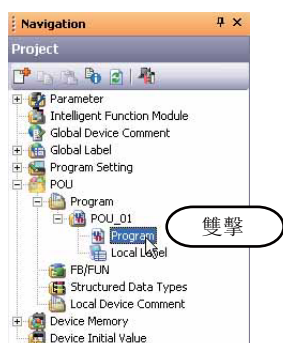 Navigation
Project
Parameter
Intelligent Function Module
Global Device Comment
Global Label
Program Setting
POU
Program
POU_01
Program
雙擊
Local Label
FB/FUN
Structured Data Types
Local Device Comment
Device Memory
Device Initial Value